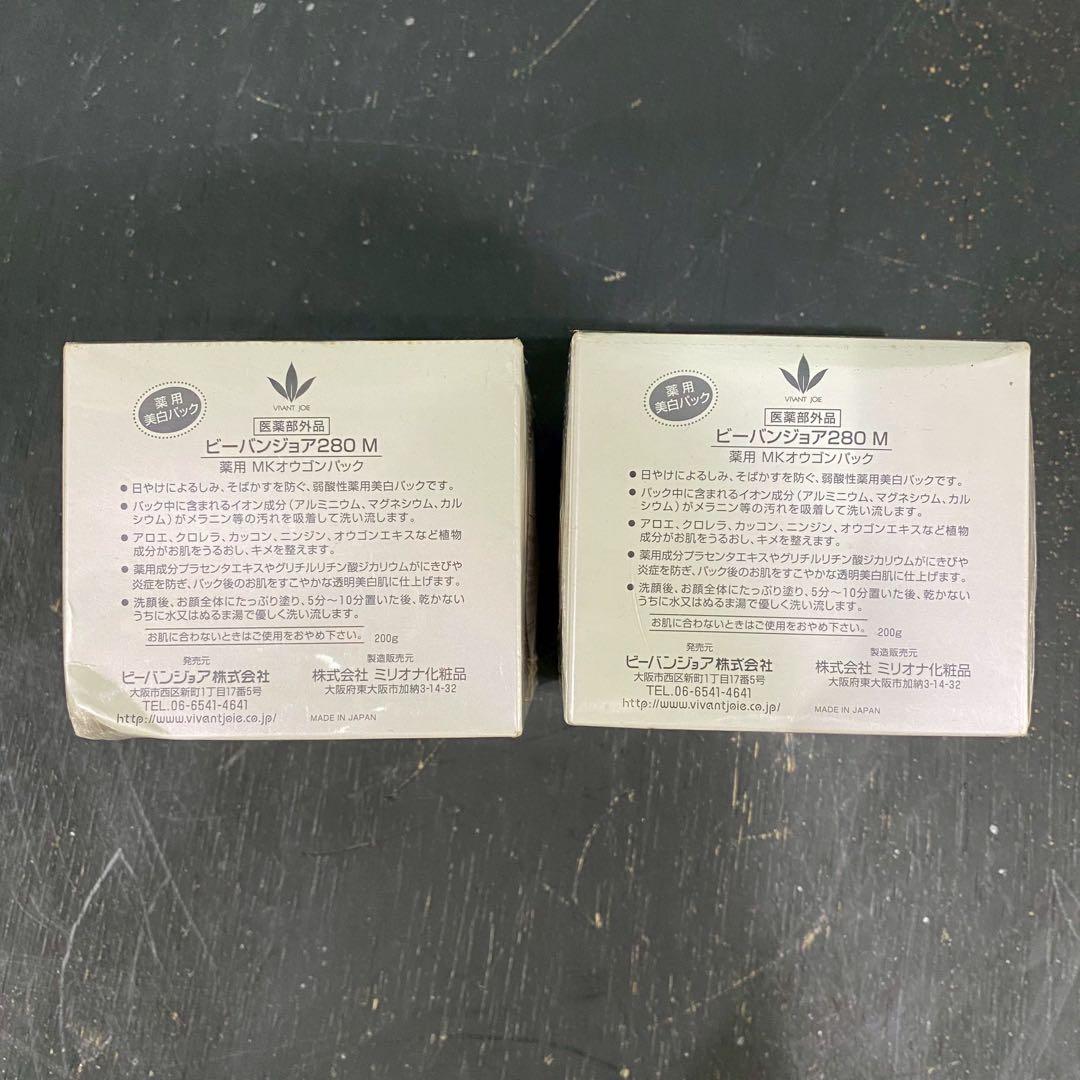 薬用
美白パック
VIVANT JOIE
医薬部外品
ビーバンジョア280 M
薬用 MKオウゴンパック
● 日やけによるしみ、そばかすを防ぐ、弱酸性薬用美白パックです。
● パック中に含まれるイオン成分（アルミニウム、マグネシウム、カル
シウム）がメラニン等の汚れを吸着して洗い流します。
● アロエ、クロレラ、カッコン、ニンジン、オウゴンエキスなど植物
成分がお肌をうるおし、キメを整えます。
● 薬用成分プラセンタエキスやグリチルリチン酸ジカリウムがにきびや
炎症を防ぎ、パック後のお肌をすこやかな透明美白肌に仕上げます。
● 洗顔後、お顔全体にたっぷり塗り、5分〜10分置いた後、乾かない
うちに水又はぬるま湯で優しく洗い流します。
お肌に合わないときはご使用をおやめ下さい。 200g
発売元
ビーバンジョア株式会社
大阪市西区新町1丁目17番5号
TEL.06-6541-4641
http://www.vivantjoie.co.jp/
製造販売元
株式会社 ミリオナ化粧品
大阪府東大阪市加納3-14-32
MADE IN JAPAN
薬用
美白パック
VIVANT JOIE
医薬部外品
ビーバンジョア280 M
薬用 MKオウゴンパック
● 日やけによるしみ、そばかすを防ぐ、弱酸性薬用美白パックです。
● パック中に含まれるイオン成分（アルミニウム、マグネシウム、カル
シウム）がメラニン等の汚れを吸着して洗い流します。
● アロエ、クロレラ、カッコン、ニンジン、オウゴンエキスなど植物
成分がお肌をうるおし、キメを整えます。
● 薬用成分プラセンタエキスやグリチルリチン酸ジカリウムがにきびや
炎症を防ぎ、パック後のお肌をすこやかな透明美白肌に仕上げます。
● 洗顔後、お顔全体にたっぷり塗り、5分〜10分置いた後、乾かない
うちに水又はぬるま湯で優しく洗い流します。
お肌に合わないときはご使用をおやめ下さい。 200g
発売元
ビーバンジョア株式会社
大阪市西区新町1丁目17番5号
TEL.06-6541-4641
http://www.vivantjoie.co.jp/
製造販売元
株式会社 ミリオナ化粧品
大阪府東大阪市加納3-14-32
MADE IN JAPAN